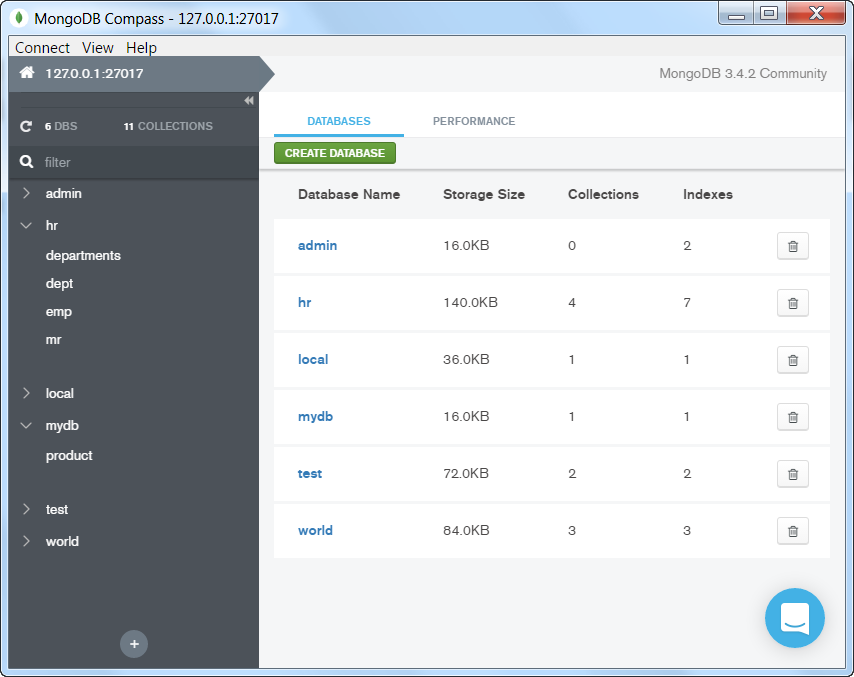 MongoDB Compass - 127.0.0.1:27017
Connect View Help
127.0.0.1:27017
MongoDB 3.4.2 Community
6 DBS 11 COLLECTIONS
filter
admin
hr
departments
dept
emp
mr
local
mydb
product
test
world
DATABASES PERFORMANCE
CREATE DATABASE
Database Name Storage Size Collections Indexes
admin 16.0KB 0 2
hr 140.0KB 4 7
local 36.0KB 1 1
mydb 16.0KB 1 1
test 72.0KB 2 2
world 84.0KB 3 3